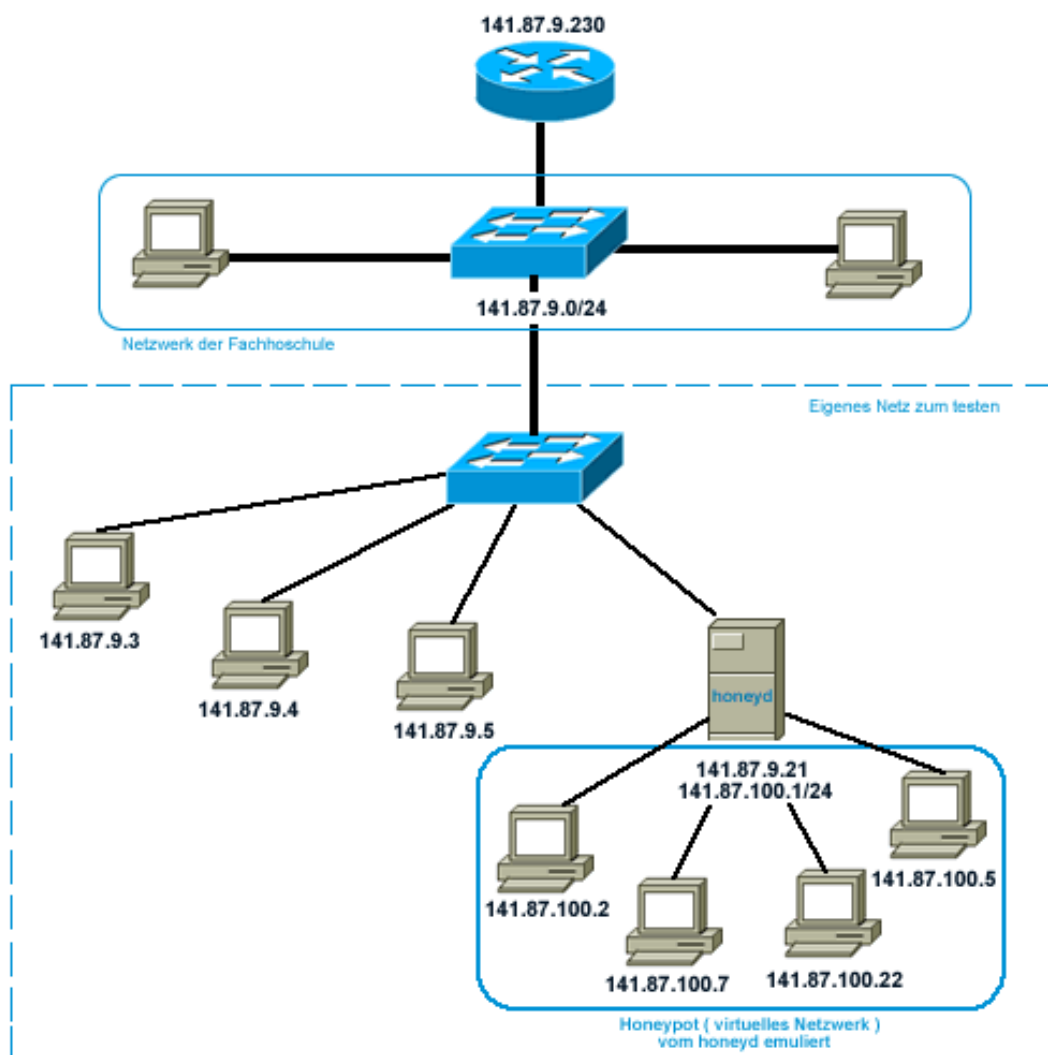 141.87.9.230
141.87.9.0/24
Netzwerk der Fachhoschule
Eigenes Netz zum testen
141.87.9.3
141.87.9.4
141.87.9.5
honeyd
141.87.9.21
141.87.100.1/24
141.87.100.2
141.87.100.7
141.87.100.22
141.87.100.5
Honeypot ( virtuelles Netzwerk )
vom honeyd emuliert